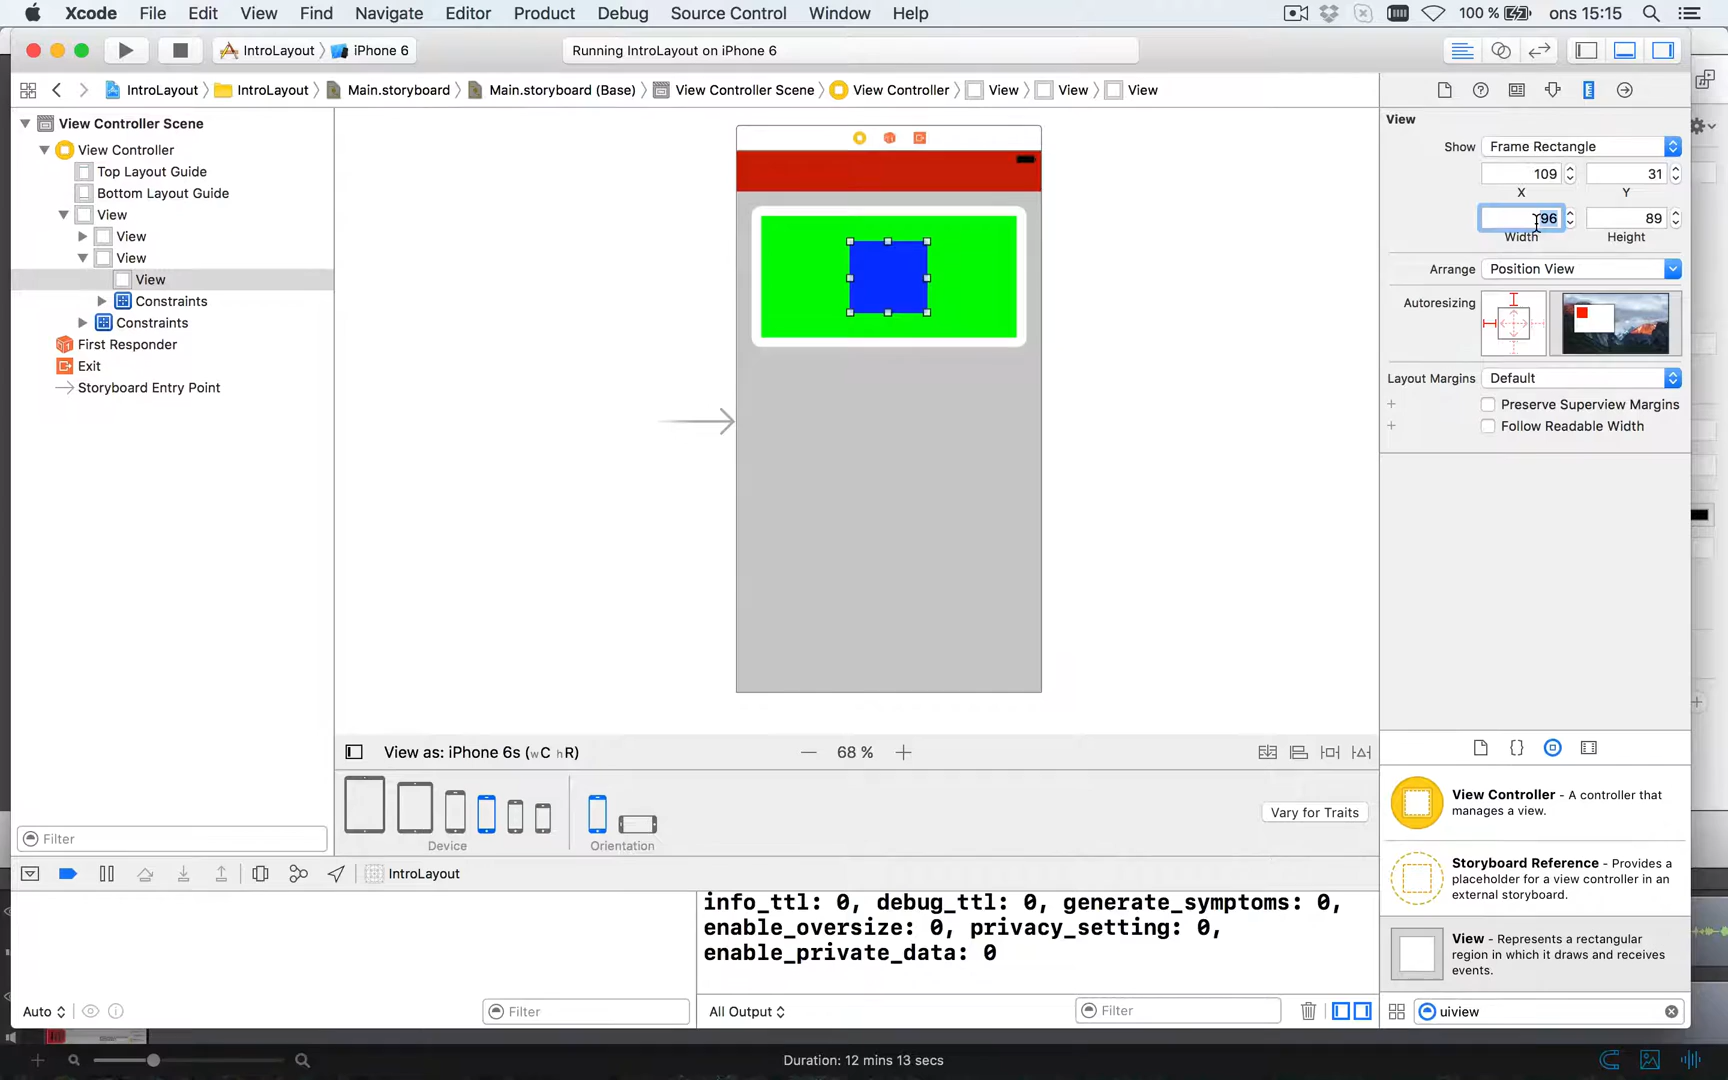 Xcode File Edit View Find Navigate Editor Product Debug Source Control Window Help 100 % ons 15:15
IntroLayout iPhone 6 Running IntroLayout on iPhone 6
IntroLayout IntroLayout Main.storyboard Main.storyboard (Base) View Controller Scene View Controller View View View
View Controller Scene
View Controller
Top Layout Guide
Bottom Layout Guide
View
View
View
View
Constraints
Constraints
First Responder
Exit
Storyboard Entry Point
Filter
View
Show Frame Rectangle
109 31
X Y
96 89
Width Height
Arrange Position View
Autoresizing
Layout Margins Default
Preserve Superview Margins
Follow Readable Width
View as: iPhone 6s (wC hR) 68 %
Device Orientation
Vary for Traits
IntroLayout
info_ttl: 0, debug_ttl: 0, generate_symptoms: 0,
enable_oversize: 0, privacy_setting: 0,
enable_private_data: 0
Auto Filter All Output Filter
View Controller - A controller that
manages a view.
Storyboard Reference - Provides a
placeholder for a view controller in an
external storyboard.
View - Represents a rectangular
region in which it draws and receives
events.
uiview
Duration: 12 mins 13 secs